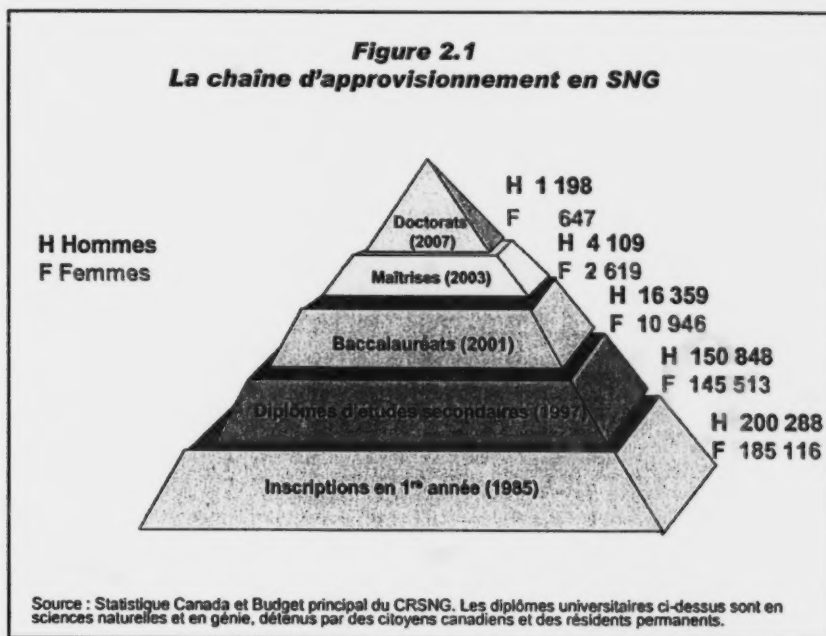 Figure 2.1
La chaîne d'approvisionnement en SNG
H Hommes
F Femmes
Doctorats
(2007)
H 1 198
F 647
Maîtrises (2003)
H 4 109
F 2 619
Baccalauréats (2001)
H 16 359
F 10 946
Diplômes d'études secondaires (1997)
H 150 848
F 145 513
Inscriptions en 1re année (1985)
H 200 288
F 185 116
Source : Statistique Canada et Budget principal du CRSNG. Les diplômes universitaires ci-dessus sont en
sciences naturelles et en génie, détenus par des citoyens canadiens et des résidents permanents.